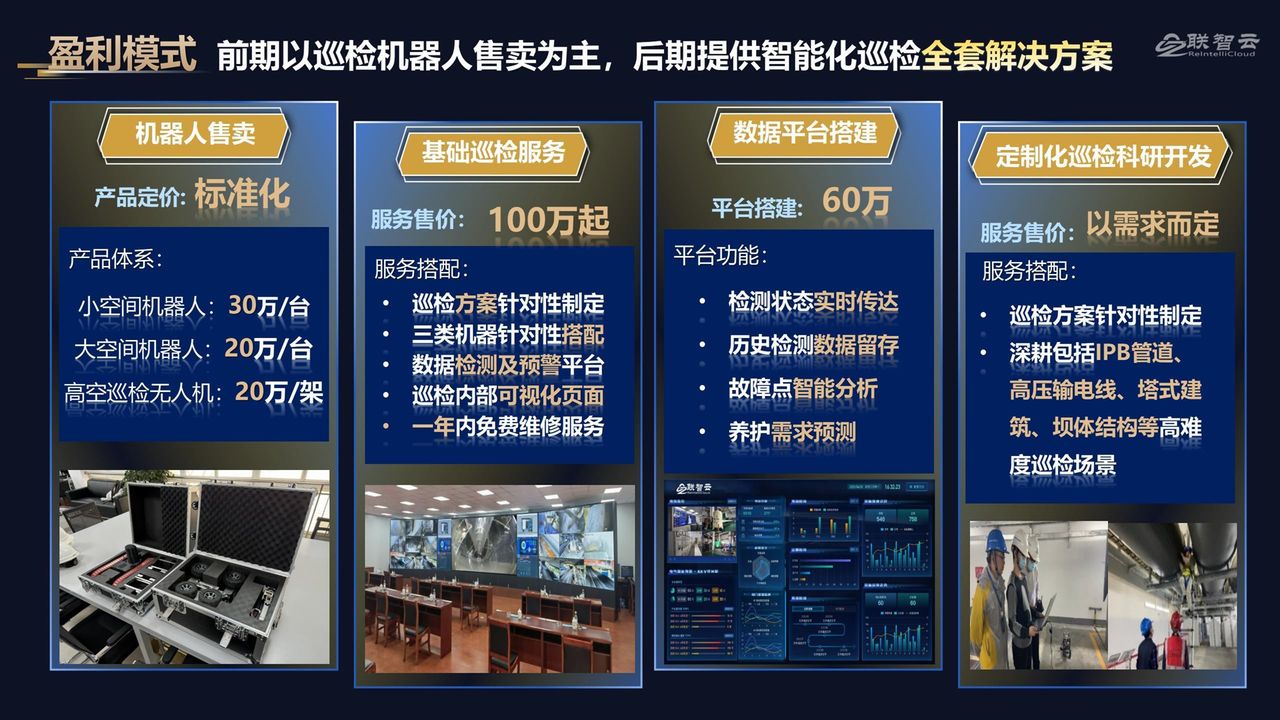 盈利模式
前期以巡检机器人售卖为主，后期提供智能化巡检全套解决方案
联智云
ReIntelliCloud
机器人售卖
产品定价：标准化
产品体系：
小空间机器人：30万/台
大空间机器人：20万/台
高空巡检无人机：20万/架
基础巡检服务
服务售价：100万起
服务搭配：
• 巡检方案针对性制定
• 三类机器针对性搭配
• 数据检测及预警平台
• 巡检内部可视化页面
• 一年内免费维修服务
数据平台搭建
平台搭建：60万
平台功能：
• 检测状态实时传达
• 历史检测数据留存
• 故障点智能分析
• 养护需求预测
联智云
16:32:23
546
758
60
60
定制化巡检科研开发
服务售价：以需求而定
服务搭配：
• 巡检方案针对性制定
• 深耕包括IPB管道、
高压输电线、塔式建
筑、坝体结构等高难
度巡检场景